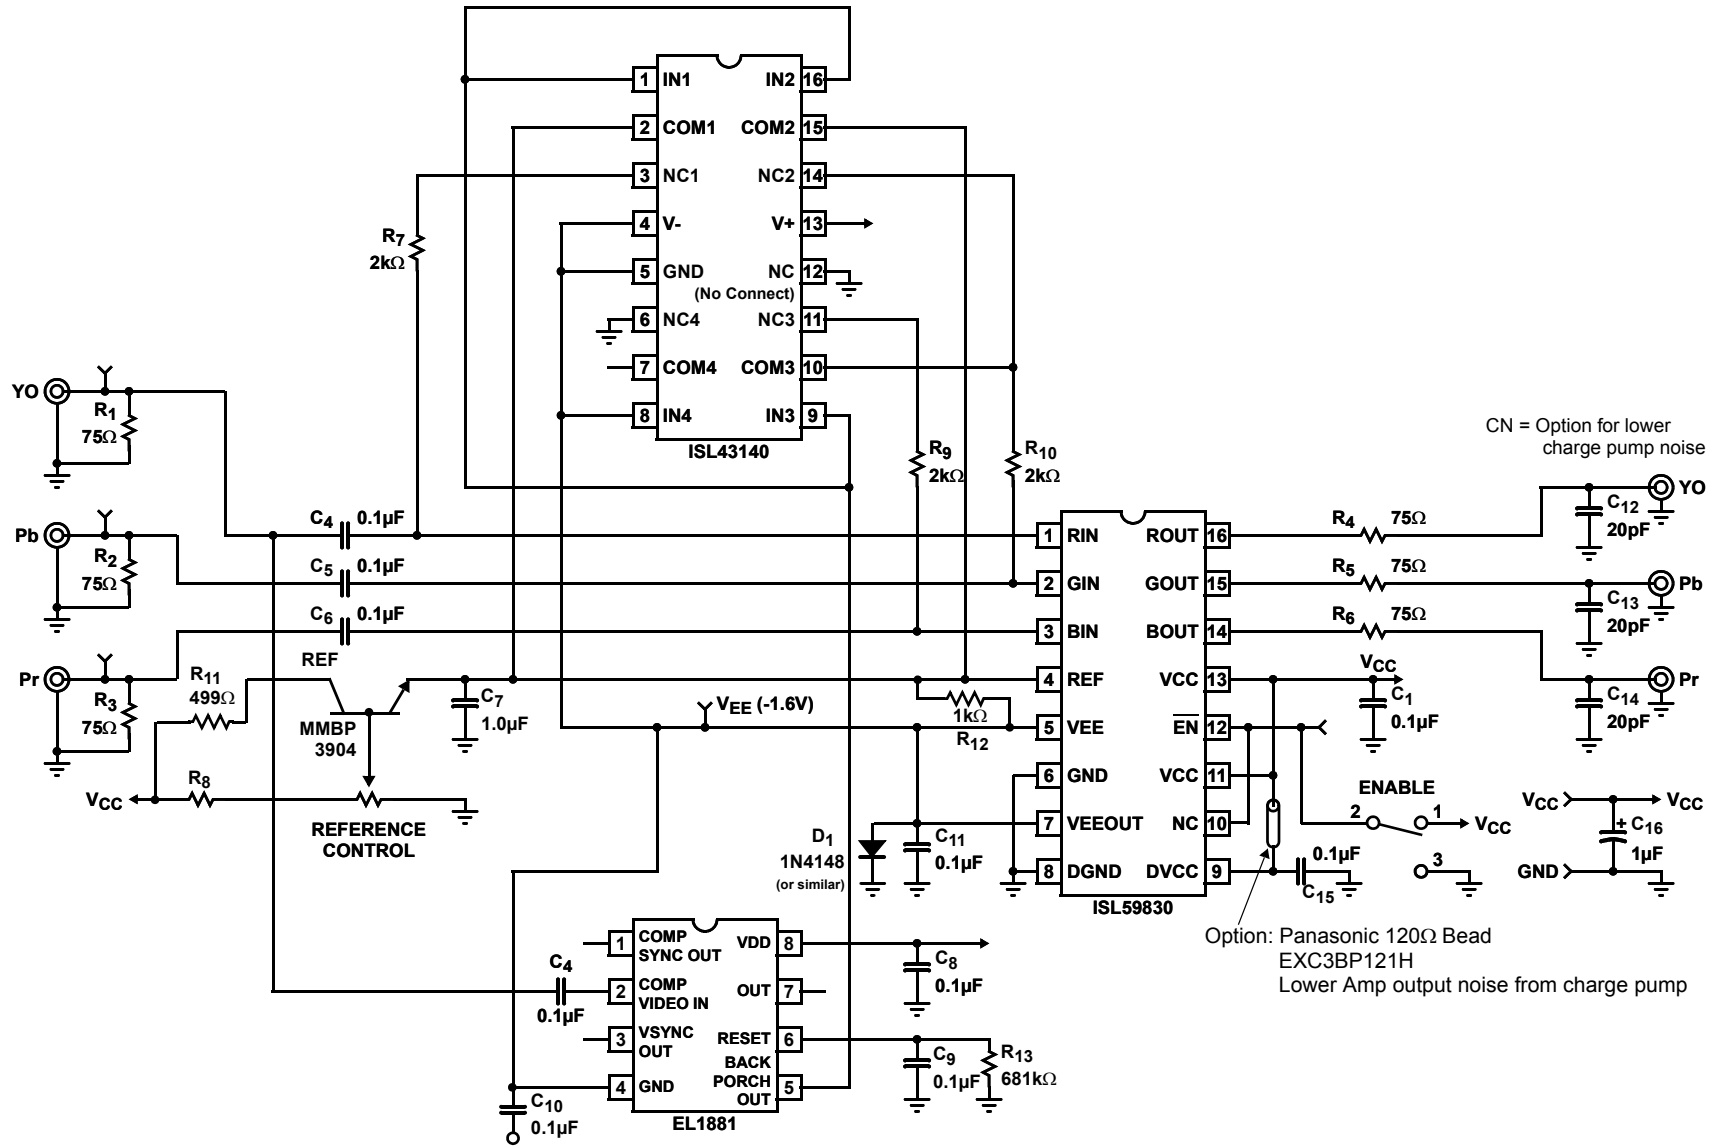 1 IN1 IN2 16
2 COM1 COM2 15
3 NC1 NC2 14
4 V- V+ 13
5 GND NC 12
(No Connect)
6 NC4 NC3 11
7 COM4 COM3 10
8 IN4 IN3 9
ISL43140
R7
2kΩ
YO
R1
75Ω
Pb
R2
75Ω
Pr
R3
75Ω
C4 0.1µF
C5 0.1µF
C6 0.1µF
REF
R11
499Ω
MMBP
3904
R8
VCC
REFERENCE
CONTROL
C7
1.0µF
VEE (-1.6V)
1kΩ
R12
R9
2kΩ
R10
2kΩ
D1
1N4148
(or similar)
C11
0.1µF
1 RIN ROUT 16
2 GIN GOUT 15
3 BIN BOUT 14
4 REF VCC 13
5 VEE EN 12
6 GND VCC 11
7 VEEOUT NC 10
8 DGND DVCC 9
ISL59830
CN = Option for lower
charge pump noise
R4 75Ω
R5 75Ω
R6 75Ω
C12
20pF
YO
C13
20pF
Pb
C14
20pF
Pr
VCC
C1
0.1µF
ENABLE
2 1 VCC
3
0.1µF
C15
VCC VCC
+ C16
1µF
GND
Option: Panasonic 120Ω Bead
EXC3BP121H
Lower Amp output noise from charge pump
C4
0.1µF
1 COMP SYNC OUT VDD 8
2 COMP VIDEO IN OUT 7
3 VSYNC OUT RESET 6
4 GND BACK PORCH OUT 5
EL1881
C8
0.1µF
C9
0.1µF
R13
681kΩ
C10
0.1µF